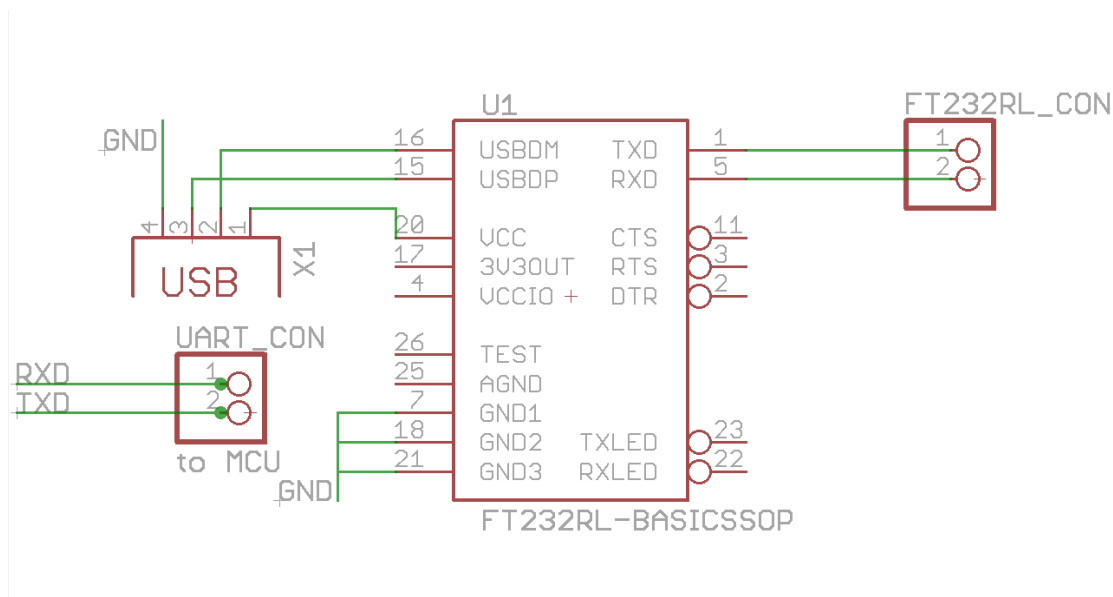 U1
FT232RL_CON
GND
16 USBDM TXD 1 1
15 USBDP RXD 5 2
4 3 2 1
USB
X1
20 VCC CTS 11
17 3V3OUT RTS 3
4 VCCIO + DTR 2
UART_CON
RXD 1
TXD 2
to MCU
26 TEST
25 AGND
7 GND1
18 GND2 TXLED 23
21 GND3 RXLED 22
GND
FT232RL-BASICSSOP